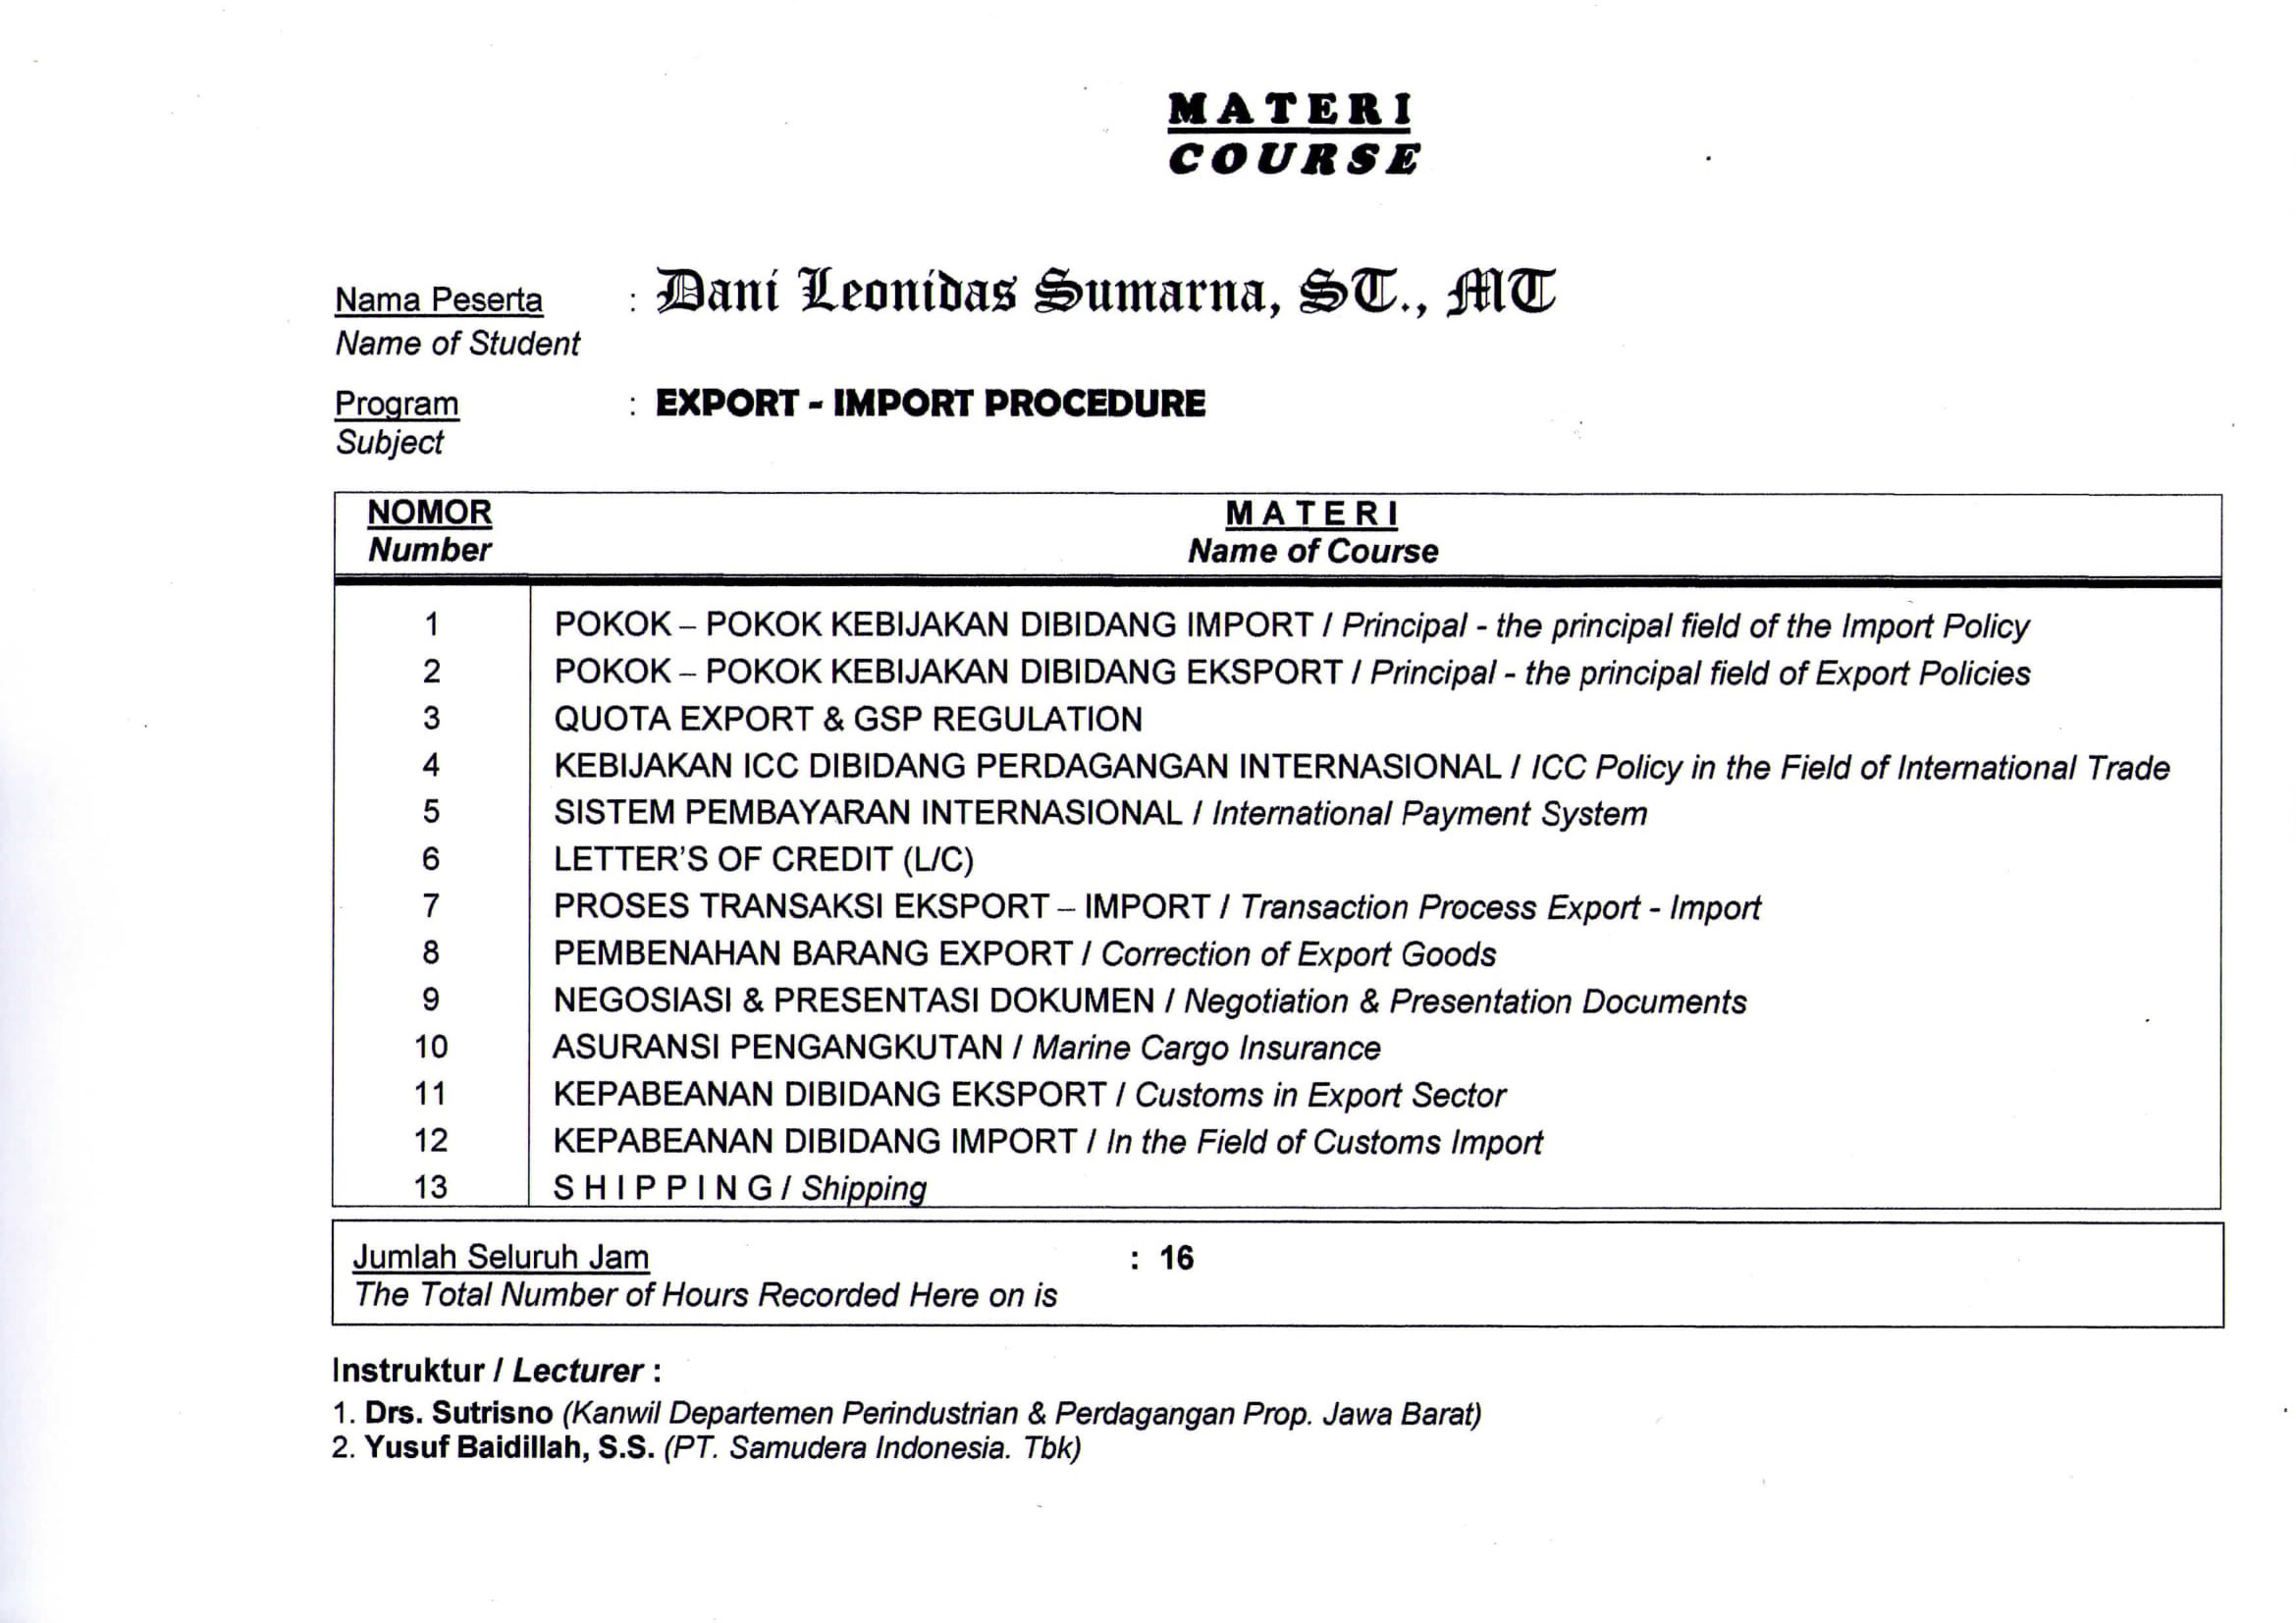 MATERI
COURSE
Nama Peserta : Dani Leonidas Sumarna, ST., MT
Name of Student
Program : EXPORT - IMPORT PROCEDURE
Subject
NOMOR MATERI
Number Name of Course
1 POKOK – POKOK KEBIJAKAN DIBIDANG IMPORT / Principal - the principal field of the Import Policy
2 POKOK – POKOK KEBIJAKAN DIBIDANG EKSPORT / Principal - the principal field of Export Policies
3 QUOTA EXPORT & GSP REGULATION
4 KEBIJAKAN ICC DIBIDANG PERDAGANGAN INTERNASIONAL / ICC Policy in the Field of International Trade
5 SISTEM PEMBAYARAN INTERNASIONAL / International Payment System
6 LETTER'S OF CREDIT (L/C)
7 PROSES TRANSAKSI EKSPORT – IMPORT / Transaction Process Export - Import
8 PEMBENAHAN BARANG EXPORT / Correction of Export Goods
9 NEGOSIASI & PRESENTASI DOKUMEN / Negotiation & Presentation Documents
10 ASURANSI PENGANGKUTAN / Marine Cargo Insurance
11 KEPABEANAN DIBIDANG EKSPORT / Customs in Export Sector
12 KEPABEANAN DIBIDANG IMPORT / In the Field of Customs Import
13 S H I P P I N G / Shipping
Jumlah Seluruh Jam : 16
The Total Number of Hours Recorded Here on is
Instruktur / Lecturer :
1. Drs. Sutrisno (Kanwil Departemen Perindustrian & Perdagangan Prop. Jawa Barat)
2. Yusuf Baidillah, S.S. (PT. Samudera Indonesia. Tbk)